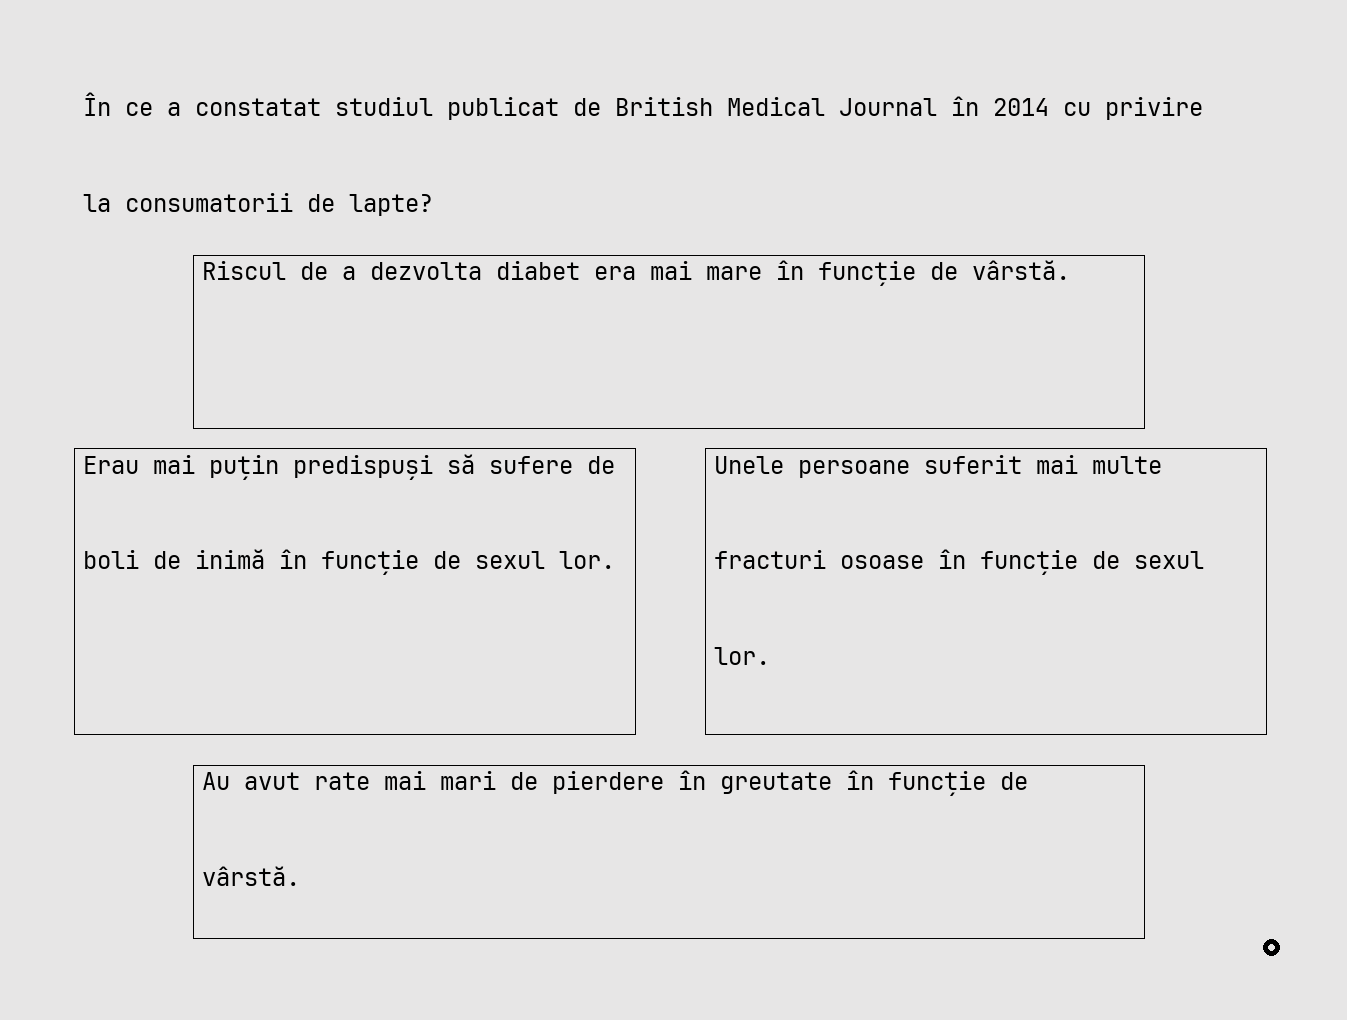 În ce a constatat studiul publicat de British Medical Journal în 2014 cu privire
la consumatorii de lapte?
Riscul de a dezvolta diabet era mai mare în funcție de vârstă.
Erau mai puțin predispuși să sufere de
boli de inimă în funcție de sexul lor.
Unele persoane suferit mai multe
fracturi osoase în funcție de sexul
lor.
Au avut rate mai mari de pierdere în greutate în funcție de
vârstă.